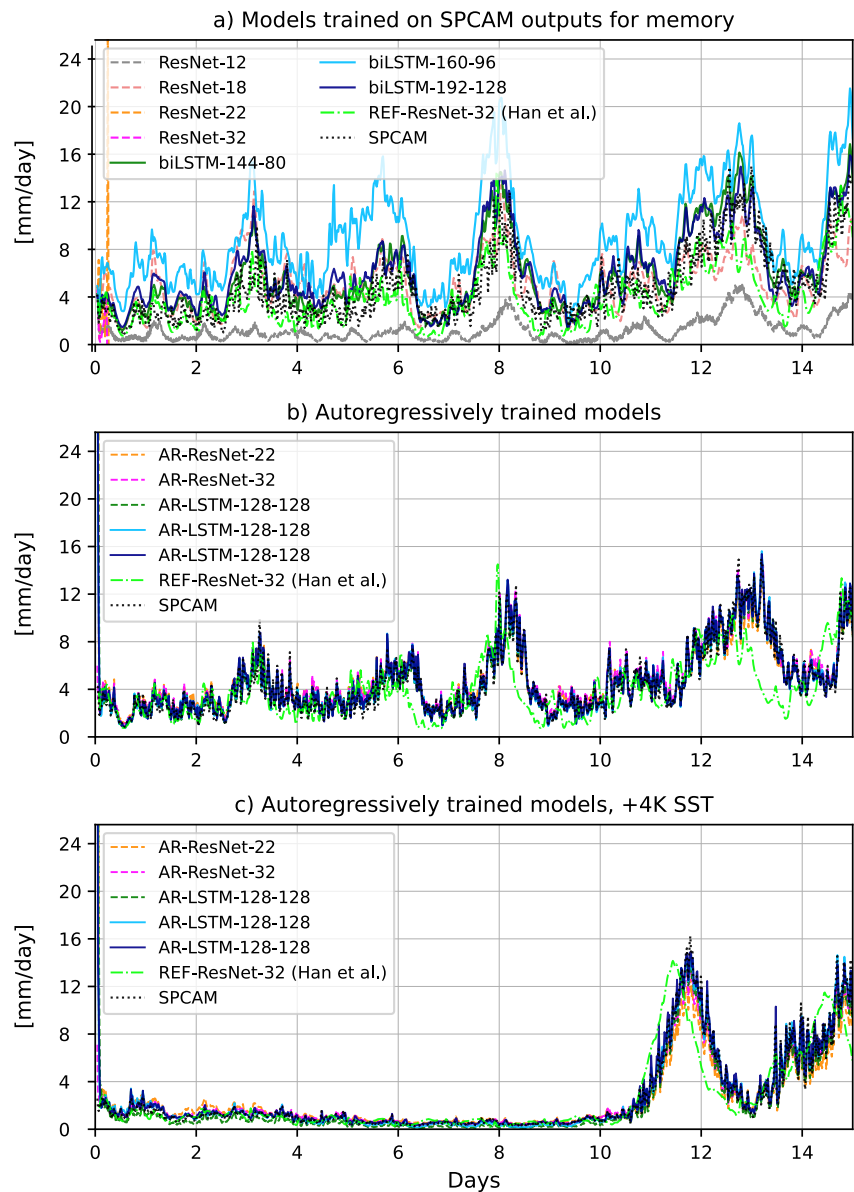 a) Models trained on SPCAM outputs for memory
[mm/day]
24
20
16
12
8
4
0
ResNet-12
ResNet-18
ResNet-22
ResNet-32
biLSTM-144-80
biLSTM-160-96
biLSTM-192-128
REF-ResNet-32 (Han et al.)
SPCAM
0 2 4 6 8 10 12 14
b) Autoregressively trained models
[mm/day]
24
20
16
12
8
4
0
AR-ResNet-22
AR-ResNet-32
AR-LSTM-128-128
AR-LSTM-128-128
AR-LSTM-128-128
REF-ResNet-32 (Han et al.)
SPCAM
0 2 4 6 8 10 12 14
c) Autoregressively trained models, +4K SST
[mm/day]
24
20
16
12
8
4
0
AR-ResNet-22
AR-ResNet-32
AR-LSTM-128-128
AR-LSTM-128-128
AR-LSTM-128-128
REF-ResNet-32 (Han et al.)
SPCAM
0 2 4 6 8 10 12 14
Days